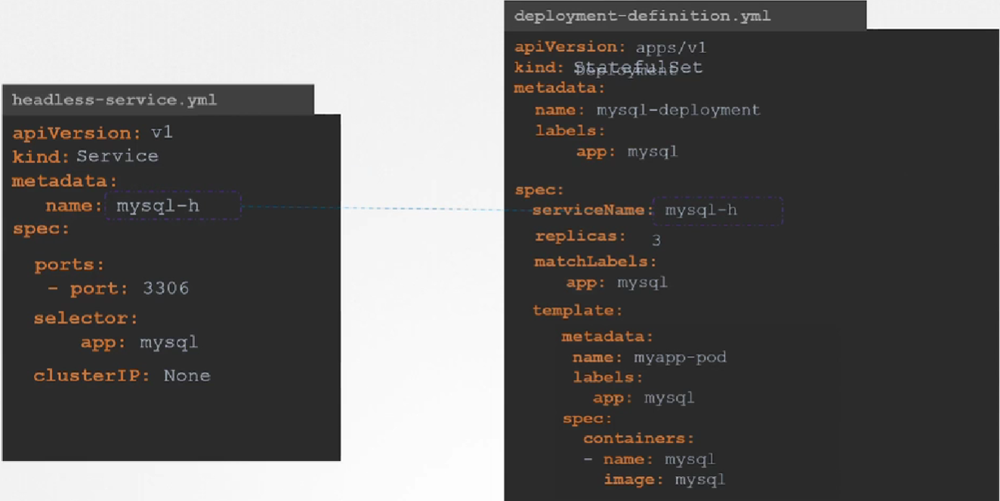 headless-service.yml
apiVersion: v1
kind: Service
metadata:
name: mysql-h
spec:
ports:
- port: 3306
selector:
app: mysql
clusterIP: None
deployment-definition.yml
apiVersion: apps/v1
kind: StatefulSet
Deployment
metadata:
name: mysql-deployment
labels:
app: mysql
spec:
serviceName: mysql-h
replicas: 3
matchLabels:
app: mysql
template:
metadata:
name: myapp-pod
labels:
app: mysql
spec:
containers:
- name: mysql
image: mysql